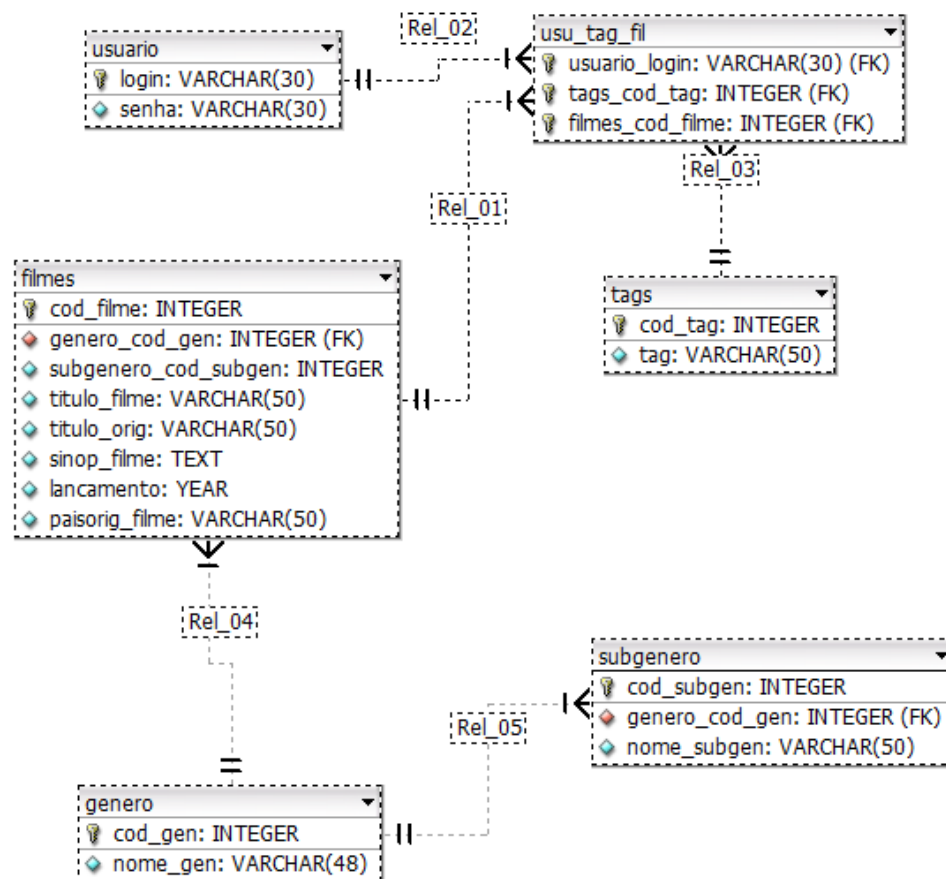 Rel_02
usuario
login: VARCHAR(30)
senha: VARCHAR(30)
usu_tag_fil
usuario_login: VARCHAR(30) (FK)
tags_cod_tag: INTEGER (FK)
filmes_cod_filme: INTEGER (FK)
Rel_03
Rel_01
filmes
cod_filme: INTEGER
genero_cod_gen: INTEGER (FK)
subgenero_cod_subgen: INTEGER
titulo_filme: VARCHAR(50)
titulo_orig: VARCHAR(50)
sinop_filme: TEXT
lancamento: YEAR
paisorig_filme: VARCHAR(50)
tags
cod_tag: INTEGER
tag: VARCHAR(50)
Rel_04
subgenero
cod_subgen: INTEGER
genero_cod_gen: INTEGER (FK)
nome_subgen: VARCHAR(50)
Rel_05
genero
cod_gen: INTEGER
nome_gen: VARCHAR(48)